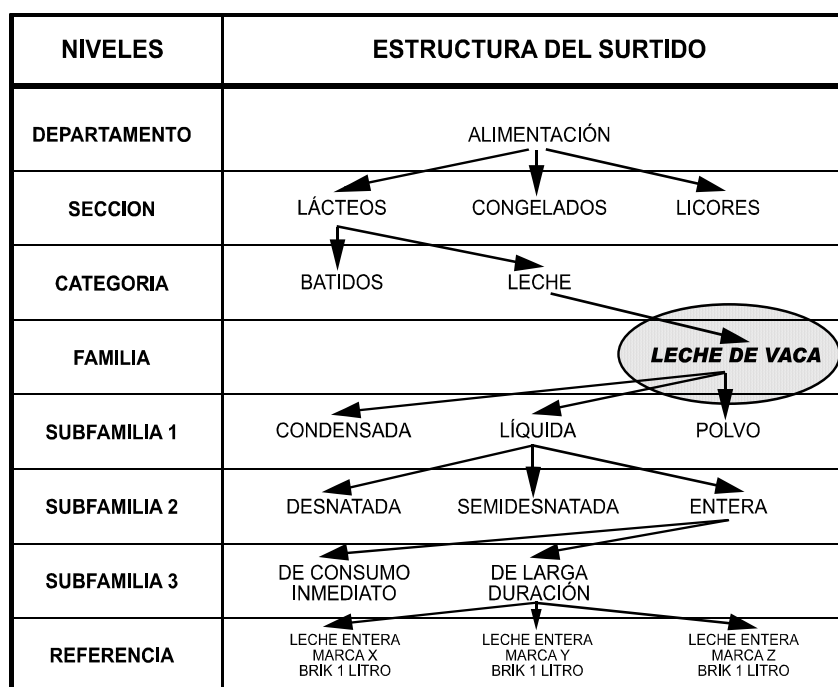 NIVELES
ESTRUCTURA DEL SURTIDO
DEPARTAMENTO
ALIMENTACIÓN
SECCION
LÁCTEOS
CONGELADOS
LICORES
CATEGORIA
BATIDOS
LECHE
FAMILIA
LECHE DE VACA
SUBFAMILIA 1
CONDENSADA
LÍQUIDA
POLVO
SUBFAMILIA 2
DESNATADA
SEMIDESNATADA
ENTERA
SUBFAMILIA 3
DE CONSUMO
INMEDIATO
DE LARGA
DURACIÓN
REFERENCIA
LECHE ENTERA
MARCA X
BRIK 1 LITRO
LECHE ENTERA
MARCA Y
BRIK 1 LITRO
LECHE ENTERA
MARCA Z
BRIK 1 LITRO